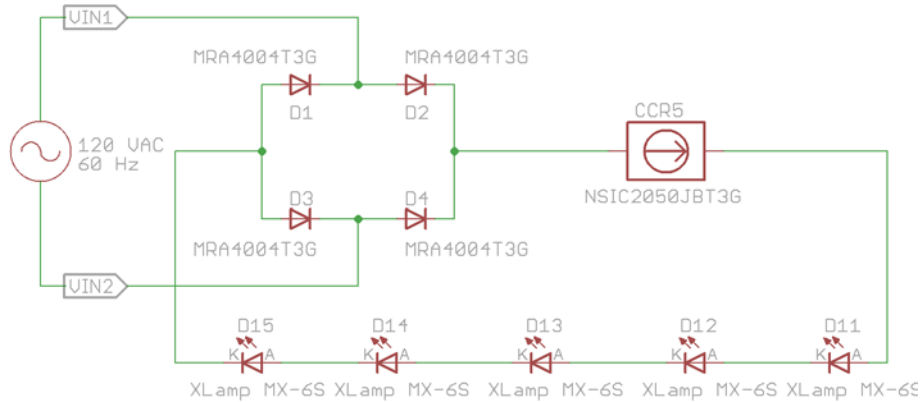 VIN1
MRA4004T3G MRA4004T3G
D1 D2
CCR5
120 VAC
60 Hz
NSIC2050JBT3G
D3 D4
MRA4004T3G MRA4004T3G
VIN2
D15 D14 D13 D12 D11
K A K A K A K A K A
XLamp MX-6S XLamp MX-6S XLamp MX-6S XLamp MX-6S XLamp MX-6S